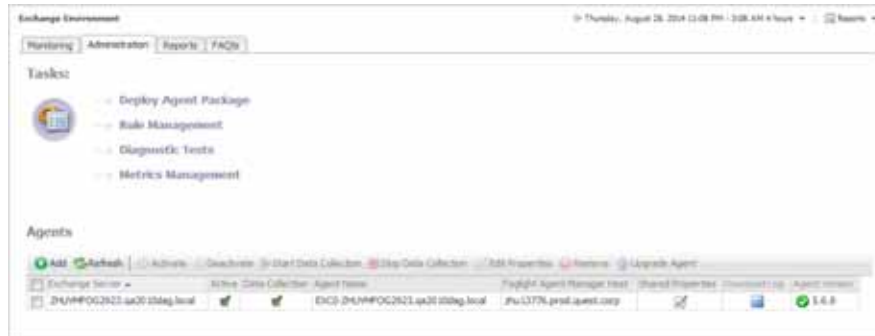 Exchange Environment
Thursday, August 28, 2014 11:08 PM - 3:08 AM 4 hours Reports
Monitoring Administration Reports FAQts
Tasks:
Deploy Agent Package
Rule Management
Diagnostic Tests
Metrics Management
Agents
Add Refresh Activate Deactivate Start Data Collection Stop Data Collection Edit Properties Remove Upgrade Agent
Exchange Server Active Data Collection Agent Name Foglight Agent Manager Host Shared Properties Download Log Agent Version